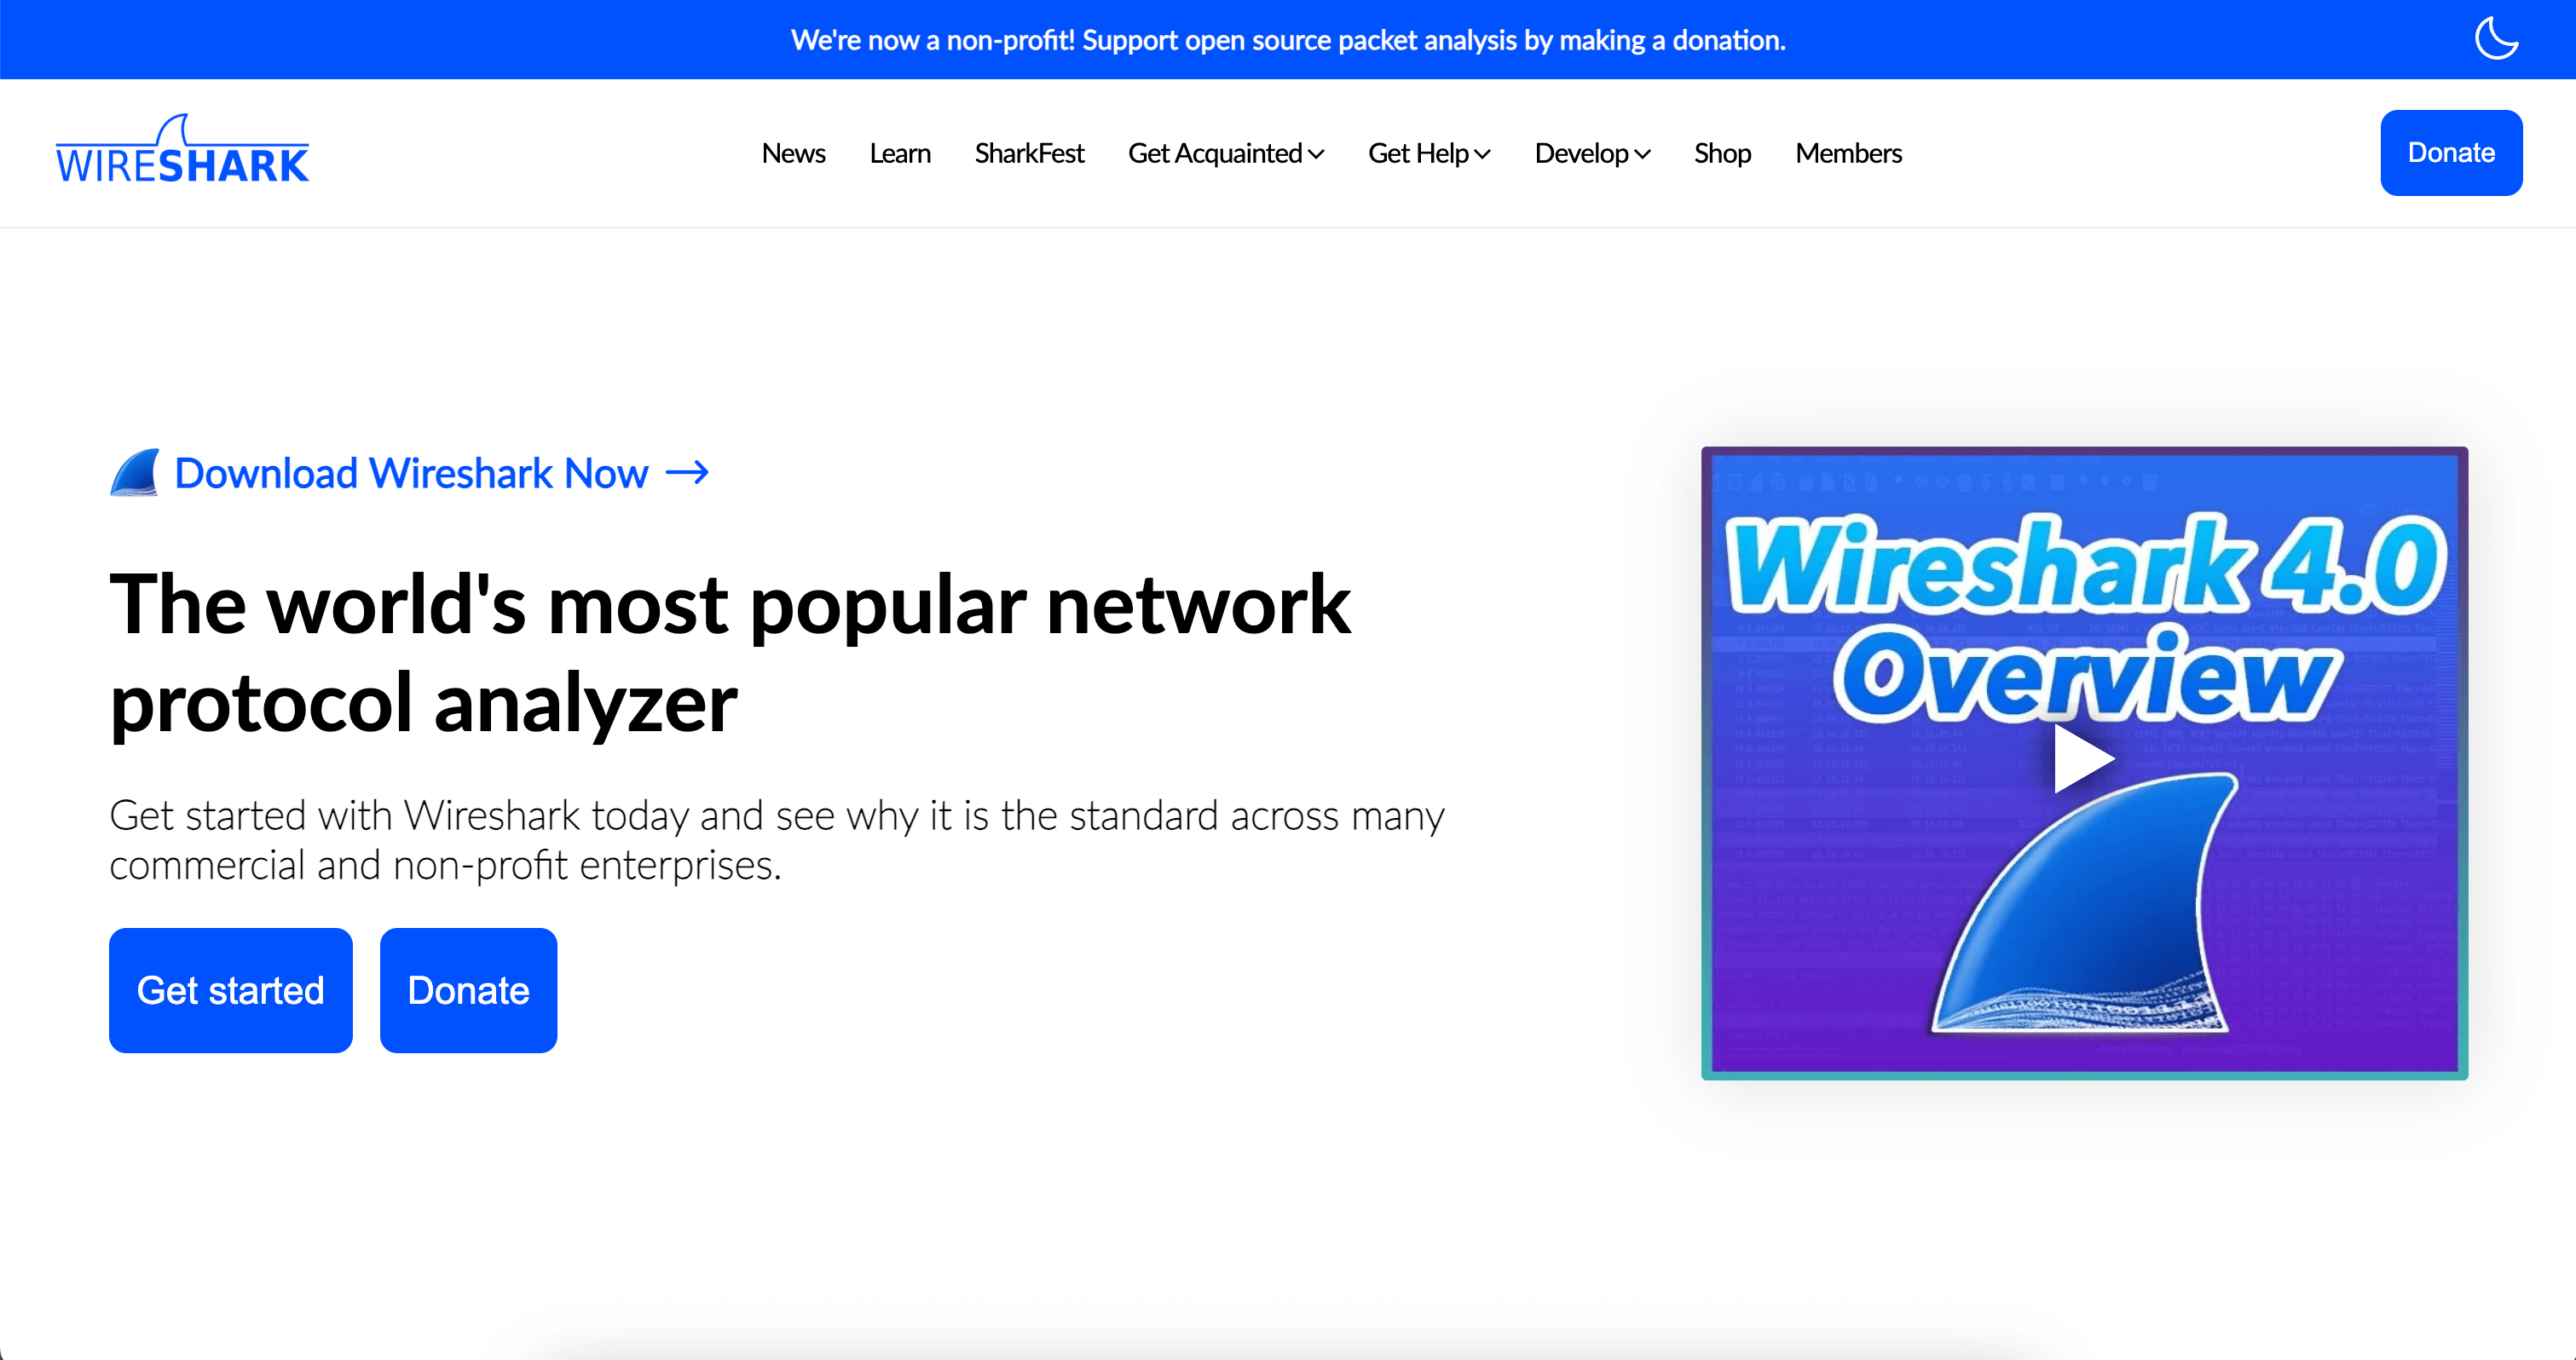 We're now a non-profit! Support open source packet analysis by making a donation.
WIRESHARK
News
Learn
SharkFest
Get Acquainted
Get Help
Develop
Shop
Members
Donate
Download Wireshark Now →
The world's most popular network
protocol analyzer
Get started with Wireshark today and see why it is the standard across many
commercial and non-profit enterprises.
Get started
Donate
Wireshark 4.0
Overview